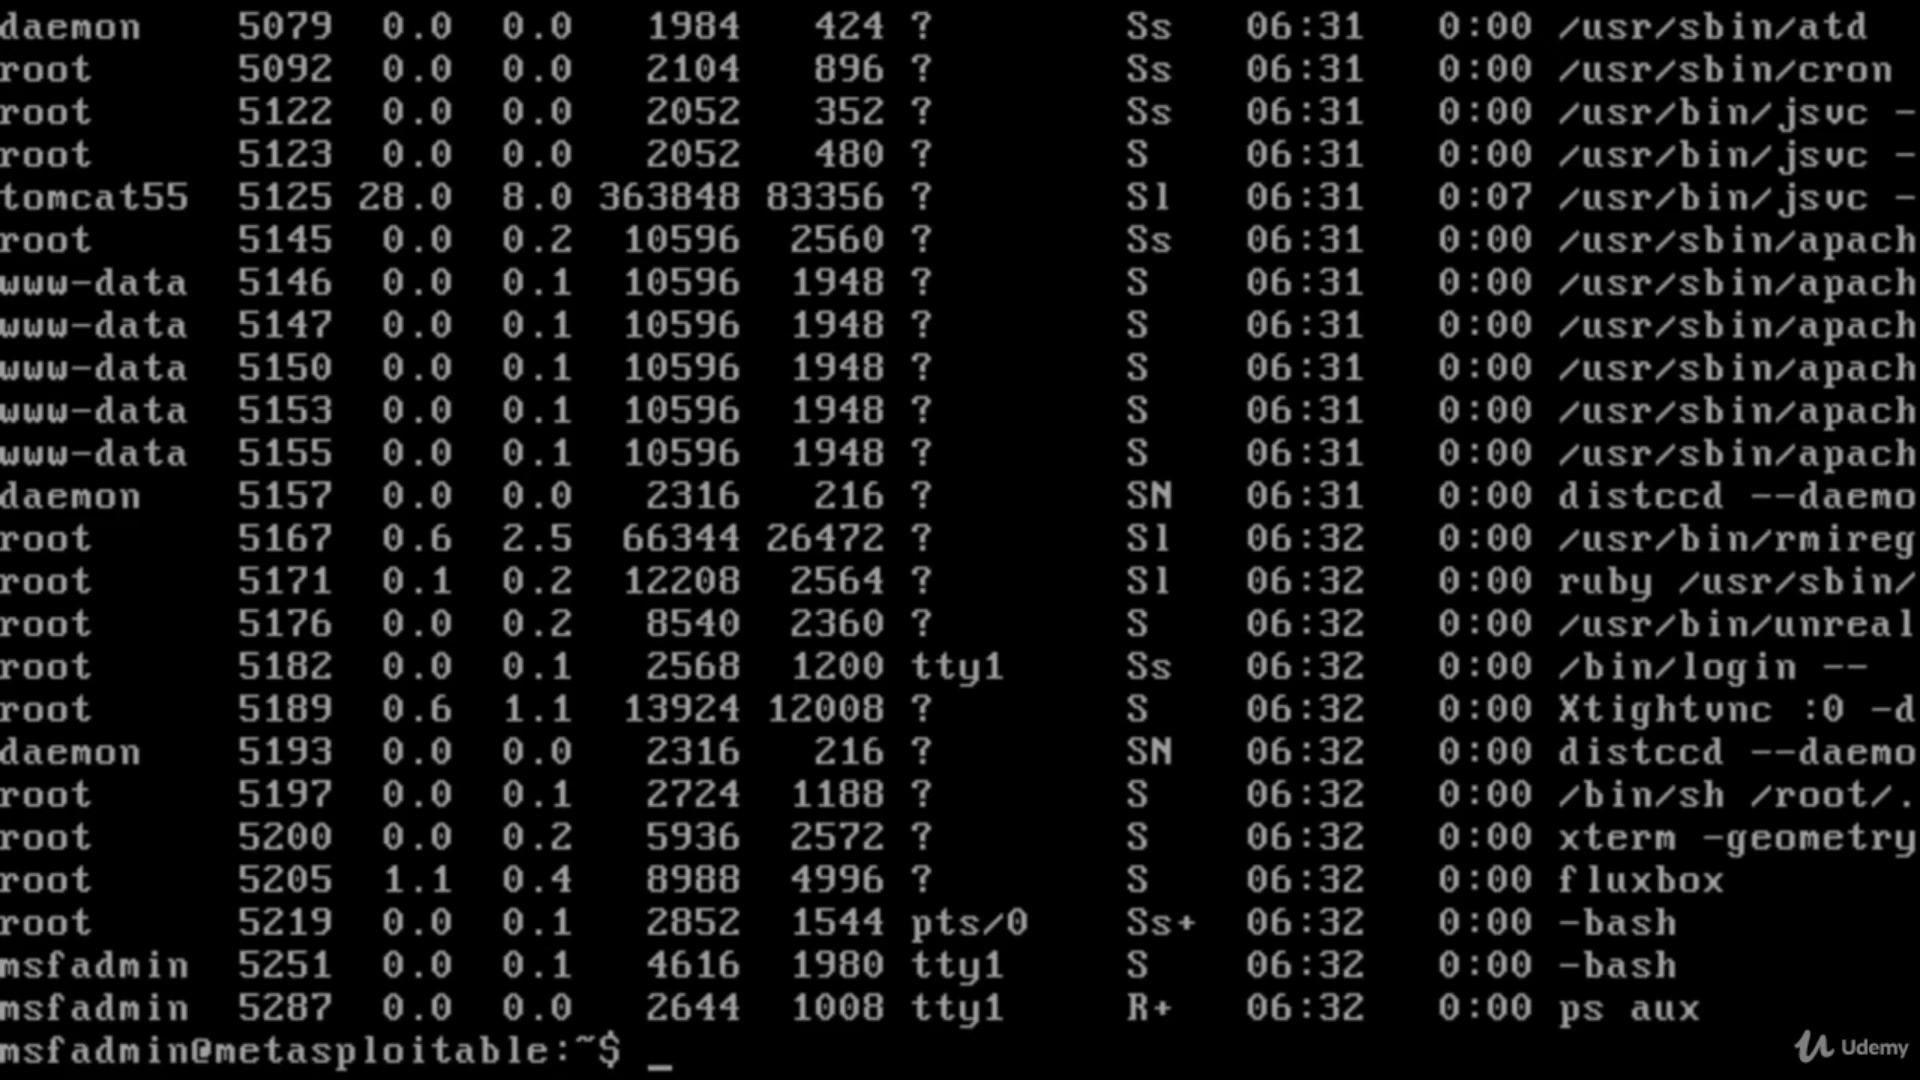 daemon 5079 0.0 0.0 1984 424 ? Ss 06:31 0:00 /usr/sbin/atd
root 5092 0.0 0.0 2104 896 ? Ss 06:31 0:00 /usr/sbin/cron
root 5122 0.0 0.0 2052 352 ? Ss 06:31 0:00 /usr/bin/jsvc -
root 5123 0.0 0.0 2052 480 ? S 06:31 0:00 /usr/bin/jsvc -
tomcat55 5125 28.0 8.0 363848 83356 ? Sl 06:31 0:07 /usr/bin/jsvc -
root 5145 0.0 0.2 10596 2560 ? Ss 06:31 0:00 /usr/sbin/apach
www-data 5146 0.0 0.1 10596 1948 ? S 06:31 0:00 /usr/sbin/apach
www-data 5147 0.0 0.1 10596 1948 ? S 06:31 0:00 /usr/sbin/apach
www-data 5150 0.0 0.1 10596 1948 ? S 06:31 0:00 /usr/sbin/apach
www-data 5153 0.0 0.1 10596 1948 ? S 06:31 0:00 /usr/sbin/apach
www-data 5155 0.0 0.1 10596 1948 ? S 06:31 0:00 /usr/sbin/apach
daemon 5157 0.0 0.0 2316 216 ? SN 06:31 0:00 distccd --daemo
root 5167 0.6 2.5 66344 26472 ? Sl 06:32 0:00 /usr/bin/rmireg
root 5171 0.1 0.2 12208 2564 ? Sl 06:32 0:00 ruby /usr/sbin/
root 5176 0.0 0.2 8540 2360 ? S 06:32 0:00 /usr/bin/unreal
root 5182 0.0 0.1 2568 1200 tty1 Ss 06:32 0:00 /bin/login --
root 5189 0.6 1.1 13924 12008 ? S 06:32 0:00 Xtightvnc :0 -d
daemon 5193 0.0 0.0 2316 216 ? SN 06:32 0:00 distccd --daemo
root 5197 0.0 0.1 2724 1188 ? S 06:32 0:00 /bin/sh /root/.
root 5200 0.0 0.2 5936 2572 ? S 06:32 0:00 xterm -geometry
root 5205 1.1 0.4 8988 4996 ? S 06:32 0:00 fluxbox
root 5219 0.0 0.1 2852 1544 pts/0 Ss+ 06:32 0:00 -bash
msfadmin 5251 0.0 0.1 4616 1980 tty1 S 06:32 0:00 -bash
msfadmin 5287 0.0 0.0 2644 1008 tty1 R+ 06:32 0:00 ps aux
msfadmin@metasploitable:~$ _
Udemy